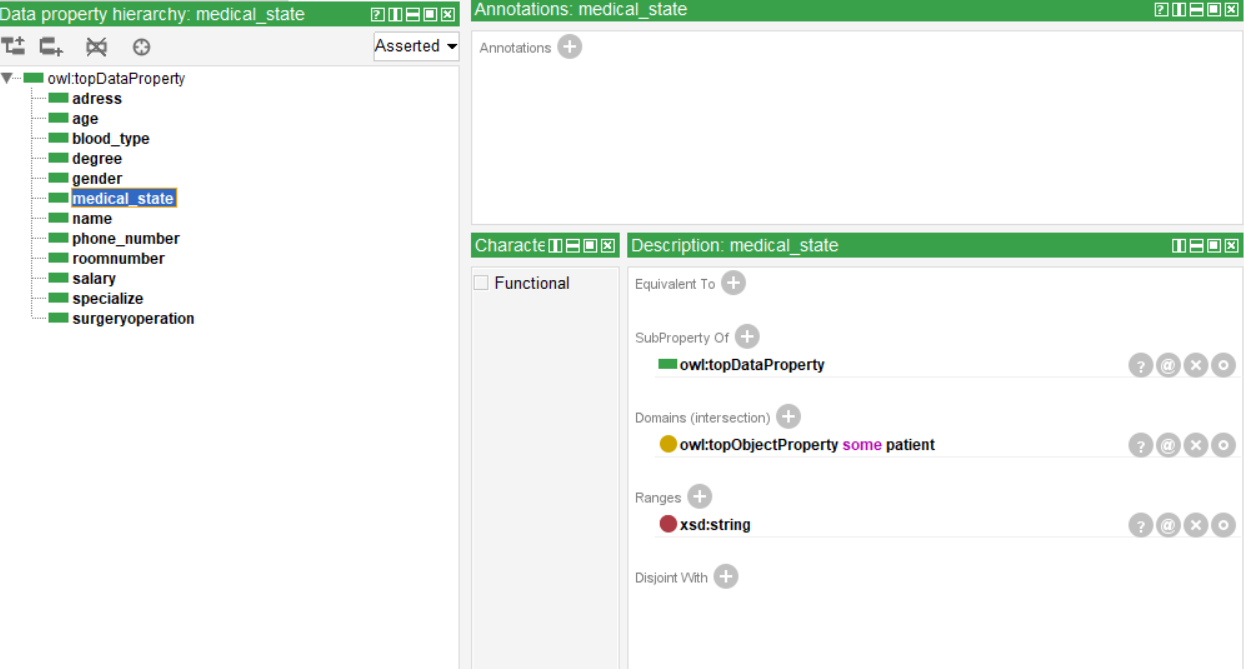 Data property hierarchy: medical_state
Asserted
owl:topDataProperty
adress
age
blood_type
degree
gender
medical_state
name
phone_number
roomnumber
salary
specialize
surgeryoperation
Annotations: medical_state
Annotations
Characte
Functional
Description: medical_state
Equivalent To
SubProperty Of
owl:topDataProperty
Domains (intersection)
owl:topObjectProperty some patient
Ranges
xsd:string
Disjoint With